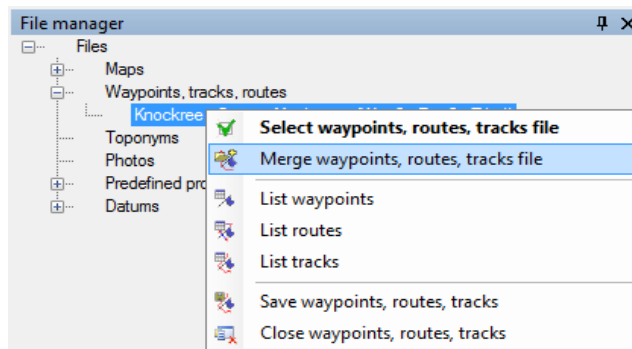 File manager
Files
Maps
Waypoints, tracks, routes
Knockree
Toponyms
Photos
Predefined pro
Datums
Select waypoints, routes, tracks file
Merge waypoints, routes, tracks file
List waypoints
List routes
List tracks
Save waypoints, routes, tracks
Close waypoints, routes, tracks